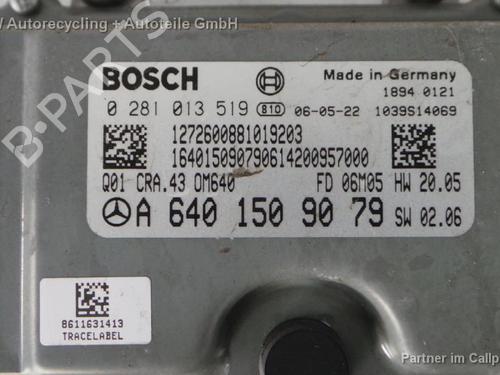 Autorecycling + Autoteile GmbH
B-PARTS
BOSCH
Made in Germany
1894 0121
0 281 013 519 810 06-05-22 1039S14069
1272600881019203
164015090790614200957000
Q01 CRA.43 OM640 FD 06M05 HW 20.05
A 640 150 90 79 SW 02.06
8611631413
TRACELABEL
Partner im Callp